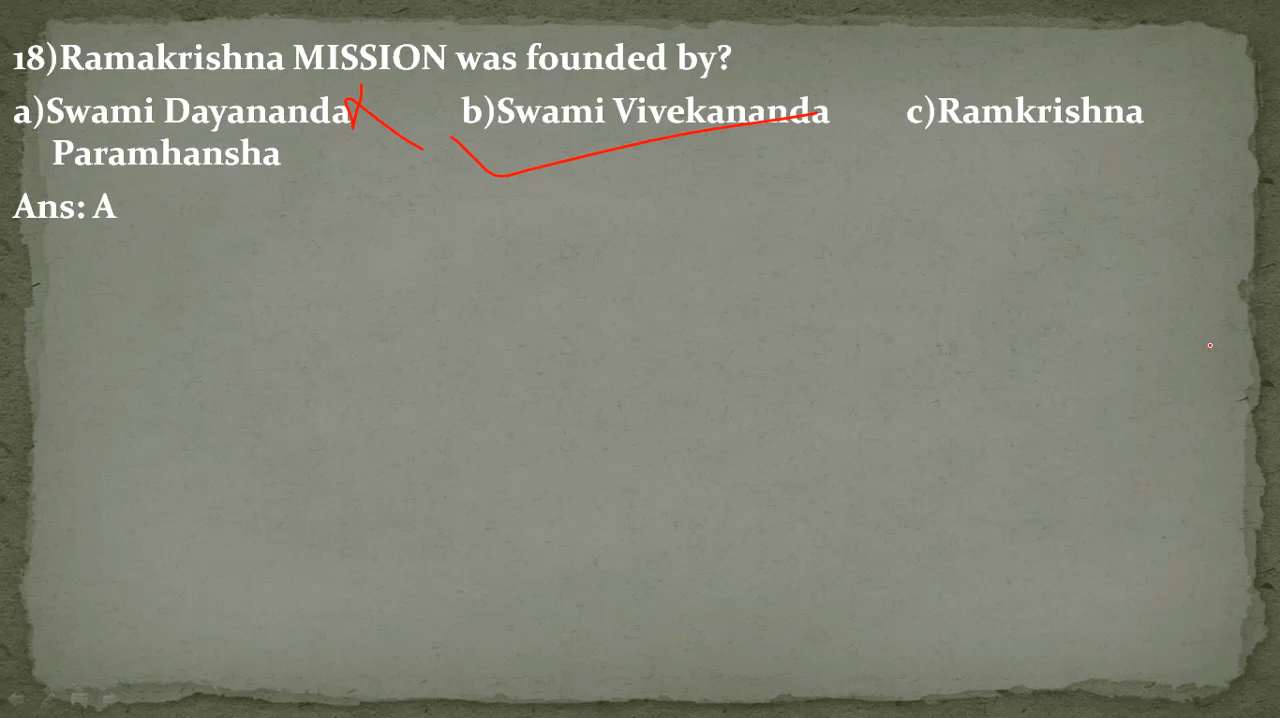 18)Ramakrishna MISSION was founded by?
a)Swami Dayananda b)Swami Vivekananda c)Ramkrishna
Paramhansha
Ans: A